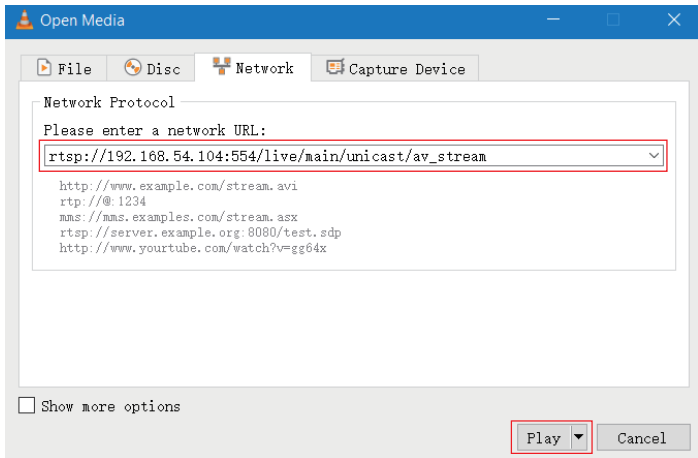 Open Media
File Disc Network Capture Device
Network Protocol
Please enter a network URL:
rtsp://192.168.54.104:554/live/main/unicast/av_stream
http://www.example.com/stream.avi
rtp://@:1234
mms://mms.examples.com/stream.asx
rtsp://server.example.org:8080/test.sdp
http://www.yourtube.com/watch?v=gg64x
Show more options
Play Cancel